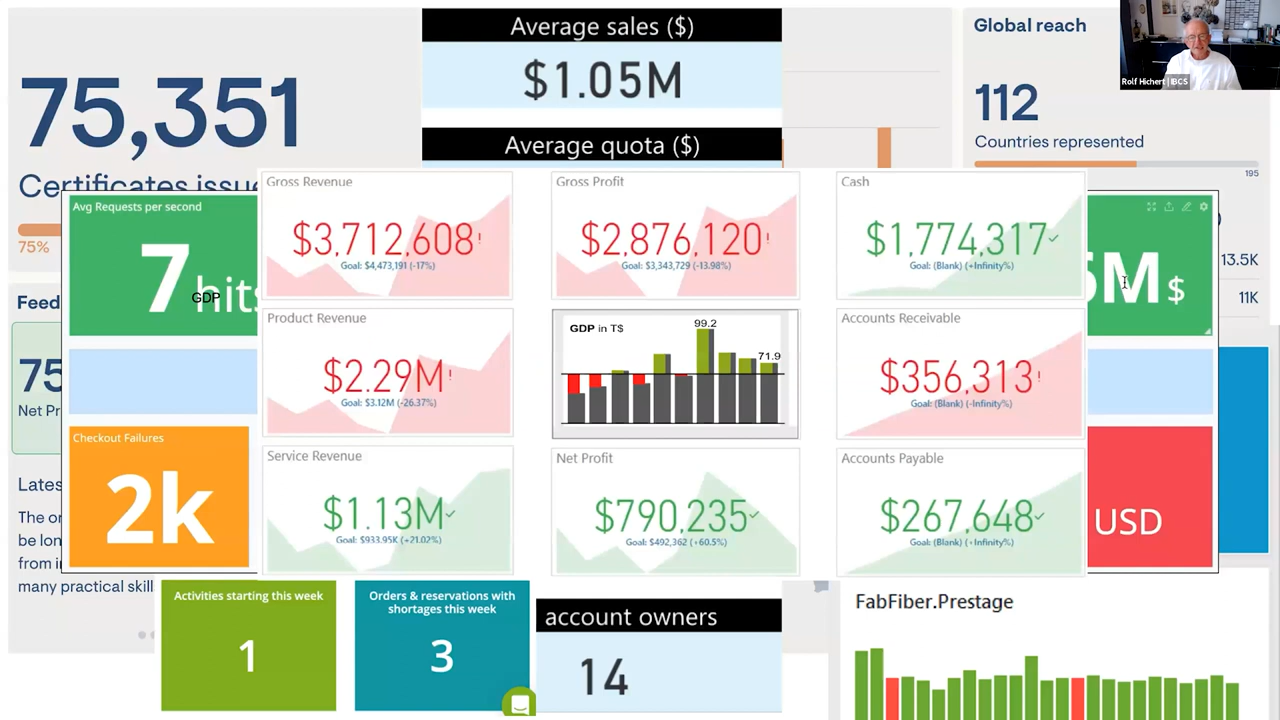 75,351
Certificates issue
75%
Average sales ($)
$1.05M
Average quota ($)
Global reach
112
Countries represented
195
Rolf Hichert | IBCS
Avg Requests per second
7 hits
GDP
Gross Revenue
$3,712,608!
Goal: $4,473,191 (-17%)
Gross Profit
$2,876,120!
Goal: $3,343,729 (-13.98%)
Cash
$1,774,317
Goal: (Blank) (+Infinity%)
M $
13.5K
11K
Feed
75
Net Pr
Product Revenue
$2.29M!
Goal: $3.12M (-26.37%)
GDP in T$
99.2
71.9
Accounts Receivable
$356,313!
Goal: (Blank) (-Infinity%)
Checkout Failures
2k
Service Revenue
$1.13M
Goal: $933.95K (+21.02%)
Net Profit
$790,235
Goal: $492,362 (+60.5%)
Accounts Payable
$267,648
Goal: (Blank) (+Infinity%)
USD
Lates
The or
be lon
from i
many practical skill
Activities starting this week
1
Orders & reservations with
shortages this week
3
account owners
14
FabFiber.Prestage